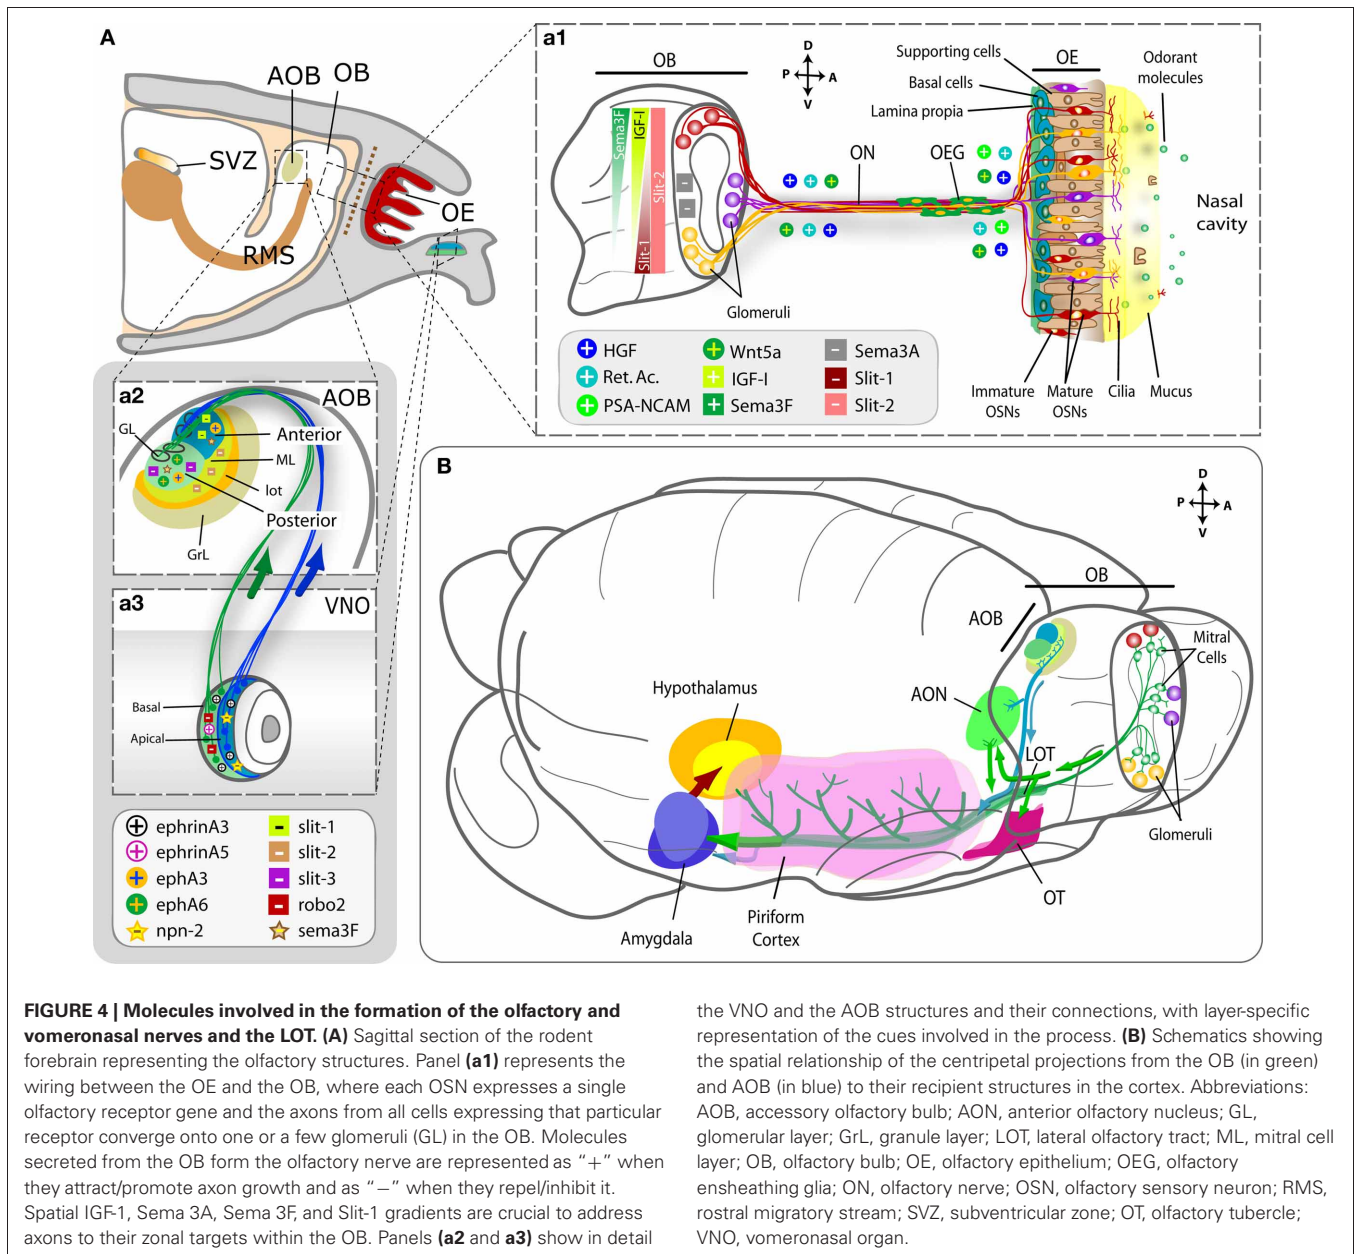 A
AOB
OB
SVZ
OE
RMS
a1
OB
D
P
A
V
Sema3F
IGF-I
Slit-2
Slit-1
ON
OEG
Glomeruli
Supporting cells
Basal cells
Lamina propia
OE
Odorant
molecules
Nasal
cavity
Immature
OSNs
Mature
OSNs
Cilia
Mucus
HGF
Ret. Ac.
PSA-NCAM
Wnt5a
IGF-I
Sema3F
Sema3A
Slit-1
Slit-2
a2
AOB
GL
Anterior
ML
lot
Posterior
GrL
a3
VNO
Basal
Apical
ephrinA3
ephrinA5
ephA3
ephA6
npn-2
slit-1
slit-2
slit-3
robo2
sema3F
B
D
P
A
V
OB
AOB
Mitral
Cells
AON
Hypothalamus
LOT
Glomeruli
OT
Piriform
Cortex
Amygdala
FIGURE 4 | Molecules involved in the formation of the olfactory and
vomeronasal nerves and the LOT. (A) Sagittal section of the rodent
forebrain representing the olfactory structures. Panel (a1) represents the
wiring between the OE and the OB, where each OSN expresses a single
olfactory receptor gene and the axons from all cells expressing that particular
receptor converge onto one or a few glomeruli (GL) in the OB. Molecules
secreted from the OB form the olfactory nerve are represented as “+” when
they attract/promote axon growth and as “−” when they repel/inhibit it.
Spatial IGF-1, Sema 3A, Sema 3F, and Slit-1 gradients are crucial to address
axons to their zonal targets within the OB. Panels (a2 and a3) show in detail
the VNO and the AOB structures and their connections, with layer-specific
representation of the cues involved in the process. (B) Schematics showing
the spatial relationship of the centripetal projections from the OB (in green)
and AOB (in blue) to their recipient structures in the cortex. Abbreviations:
AOB, accessory olfactory bulb; AON, anterior olfactory nucleus; GL,
glomerular layer; GrL, granule layer; LOT, lateral olfactory tract; ML, mitral cell
layer; OB, olfactory bulb; OE, olfactory epithelium; OEG, olfactory
ensheathing glia; ON, olfactory nerve; OSN, olfactory sensory neuron; RMS,
rostral migratory stream; SVZ, subventricular zone; OT, olfactory tubercle;
VNO, vomeronasal organ.